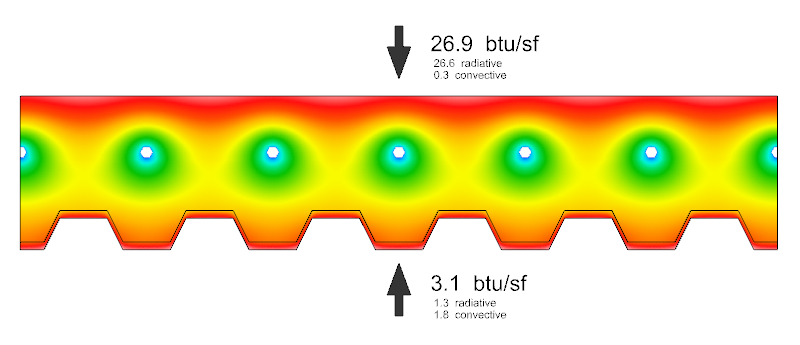 26.9 btu/sf
26.6 radiative
0.3 convective
3.1 btu/sf
1.3 radiative
1.8 convective